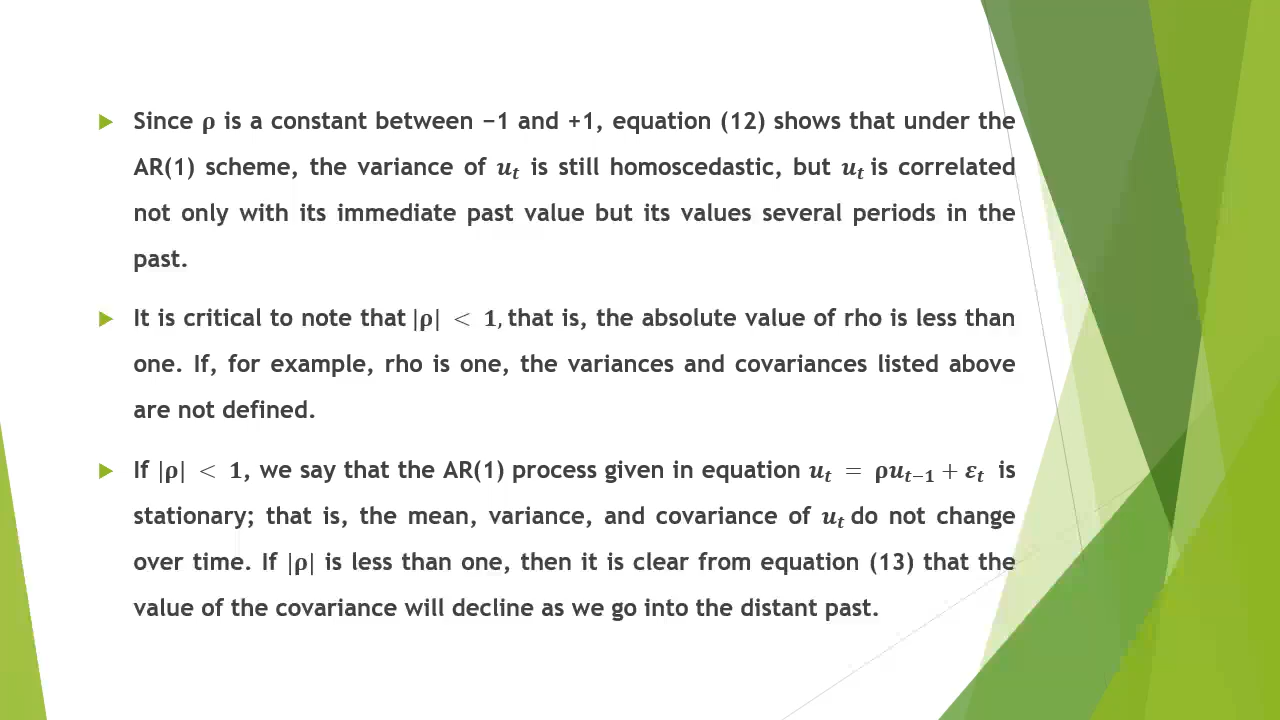 Since ρ is a constant between −1 and +1, equation (12) shows that under the
AR(1) scheme, the variance of uₜ is still homoscedastic, but uₜ is correlated
not only with its immediate past value but its values several periods in the
past.
It is critical to note that |ρ| < 1, that is, the absolute value of rho is less than
one. If, for example, rho is one, the variances and covariances listed above
are not defined.
If |ρ| < 1, we say that the AR(1) process given in equation uₜ = ρuₜ₋₁ + εₜ is
stationary; that is, the mean, variance, and covariance of uₜ do not change
over time. If |ρ| is less than one, then it is clear from equation (13) that the
value of the covariance will decline as we go into the distant past.